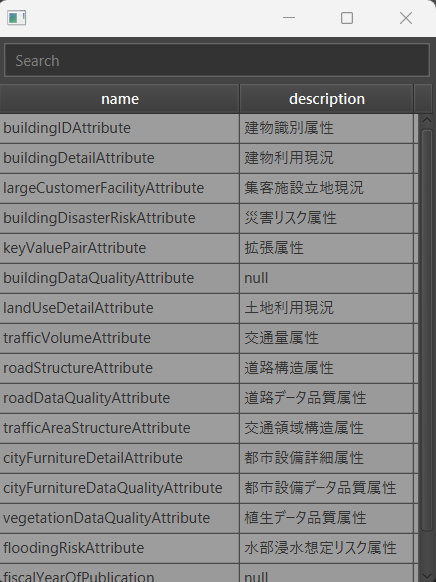 Search
name description
buildingIDAttribute 建物識別属性
buildingDetailAttribute 建物利用現況
largeCustomerFacilityAttribute 集客施設立地現況
buildingDisasterRiskAttribute 災害リスク属性
keyValuePairAttribute 拡張属性
buildingDataQualityAttribute null
landUseDetailAttribute 土地利用現況
trafficVolumeAttribute 交通量属性
roadStructureAttribute 道路構造属性
roadDataQualityAttribute 道路データ品質属性
trafficAreaStructureAttribute 交通領域構造属性
cityFurnitureDetailAttribute 都市設備詳細属性
cityFurnitureDataQualityAttribute 都市設備データ品質属性
vegetationDataQualityAttribute 植生データ品質属性
floodingRiskAttribute 水部浸水想定リスク属性
fiscalYearOfPublication null